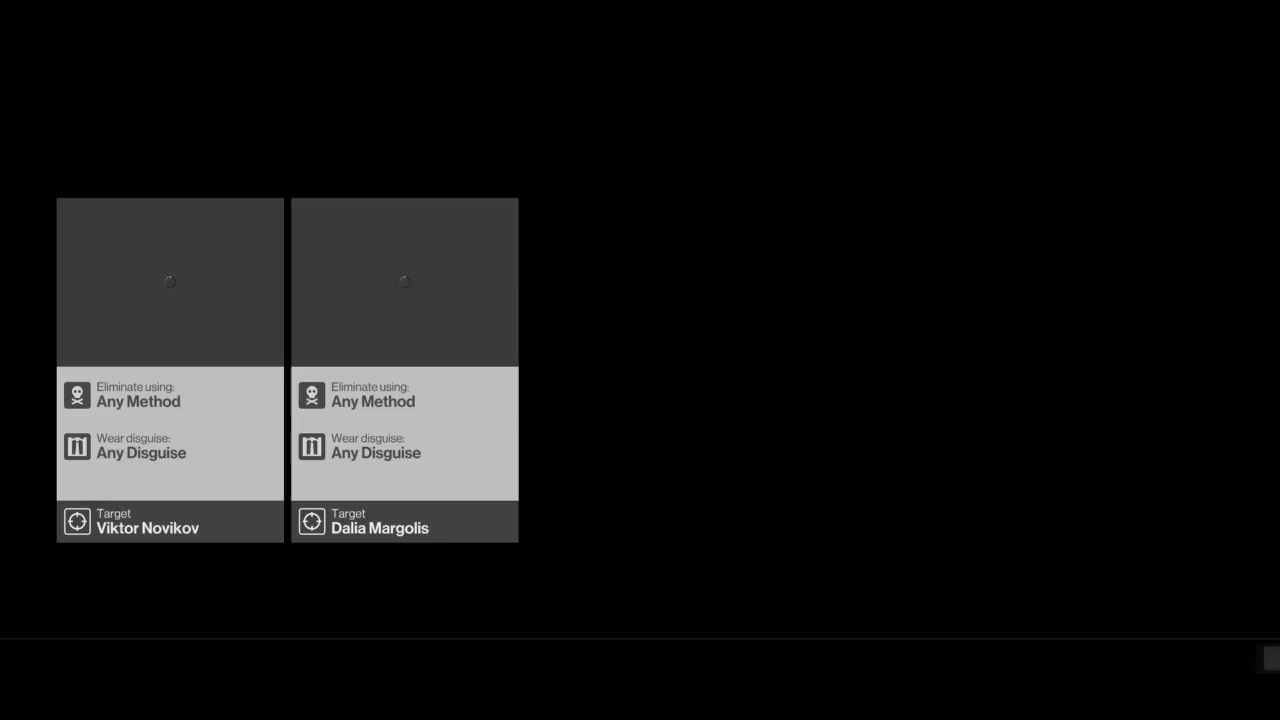 Eliminate using:
Any Method
Wear disguise:
Any Disguise
Target
Viktor Novikov
Eliminate using:
Any Method
Wear disguise:
Any Disguise
Target
Dalia Margolis